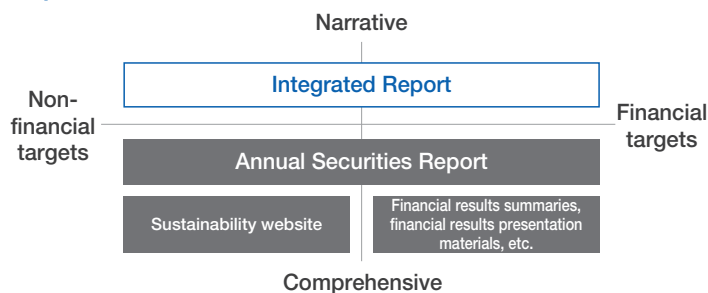 Narrative
Integrated Report
Non-
financial
targets
Financial
targets
Annual Securities Report
Sustainability website
Financial results summaries,
financial results presentation
materials, etc.
Comprehensive